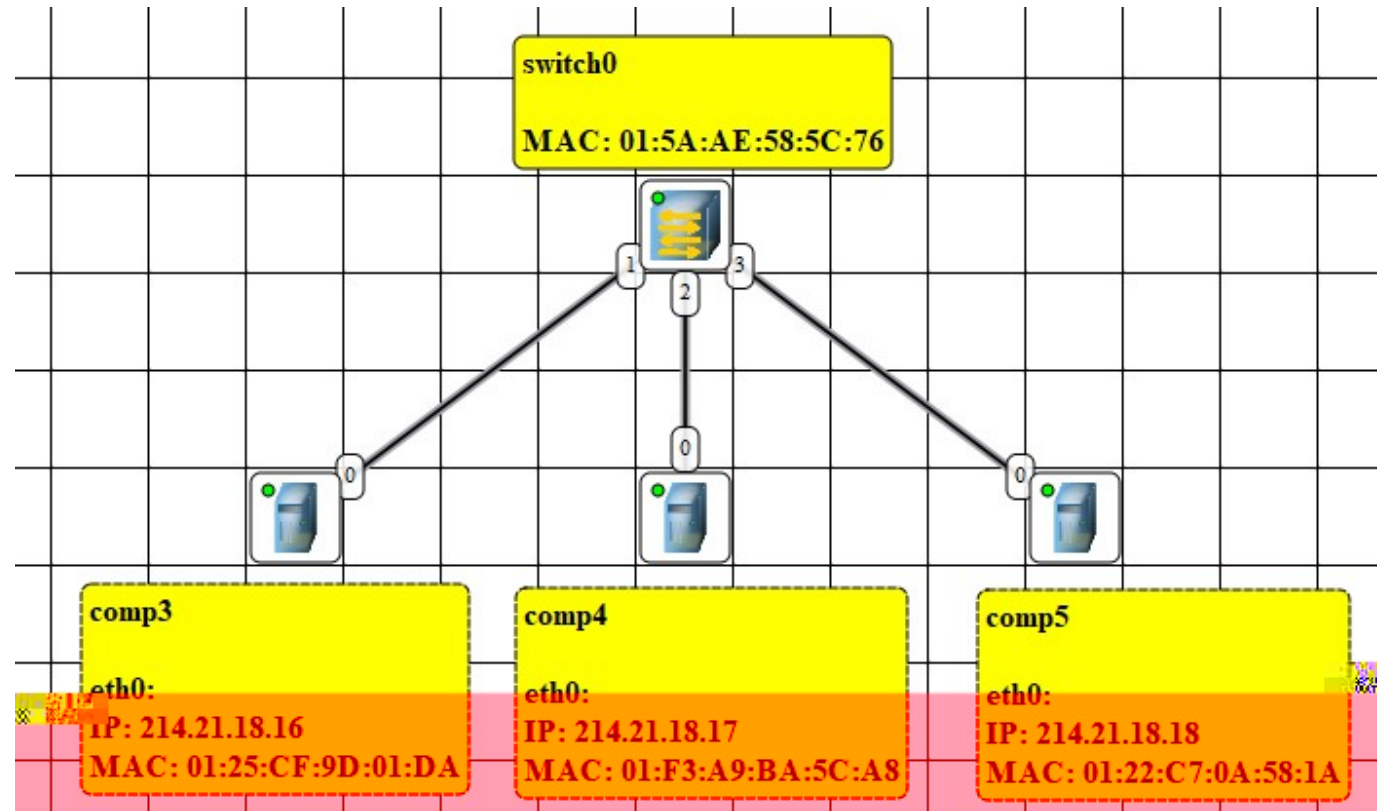 switch0
MAC: 01:5A:AE:58:5C:76
1
2
3
0
0
0
comp3
eth0:
IP: 214.21.18.16
MAC: 01:25:CF:9D:01:DA
comp4
eth0:
IP: 214.21.18.17
MAC: 01:F3:A9:BA:5C:A8
comp5
eth0:
IP: 214.21.18.18
MAC: 01:22:C7:0A:58:1A